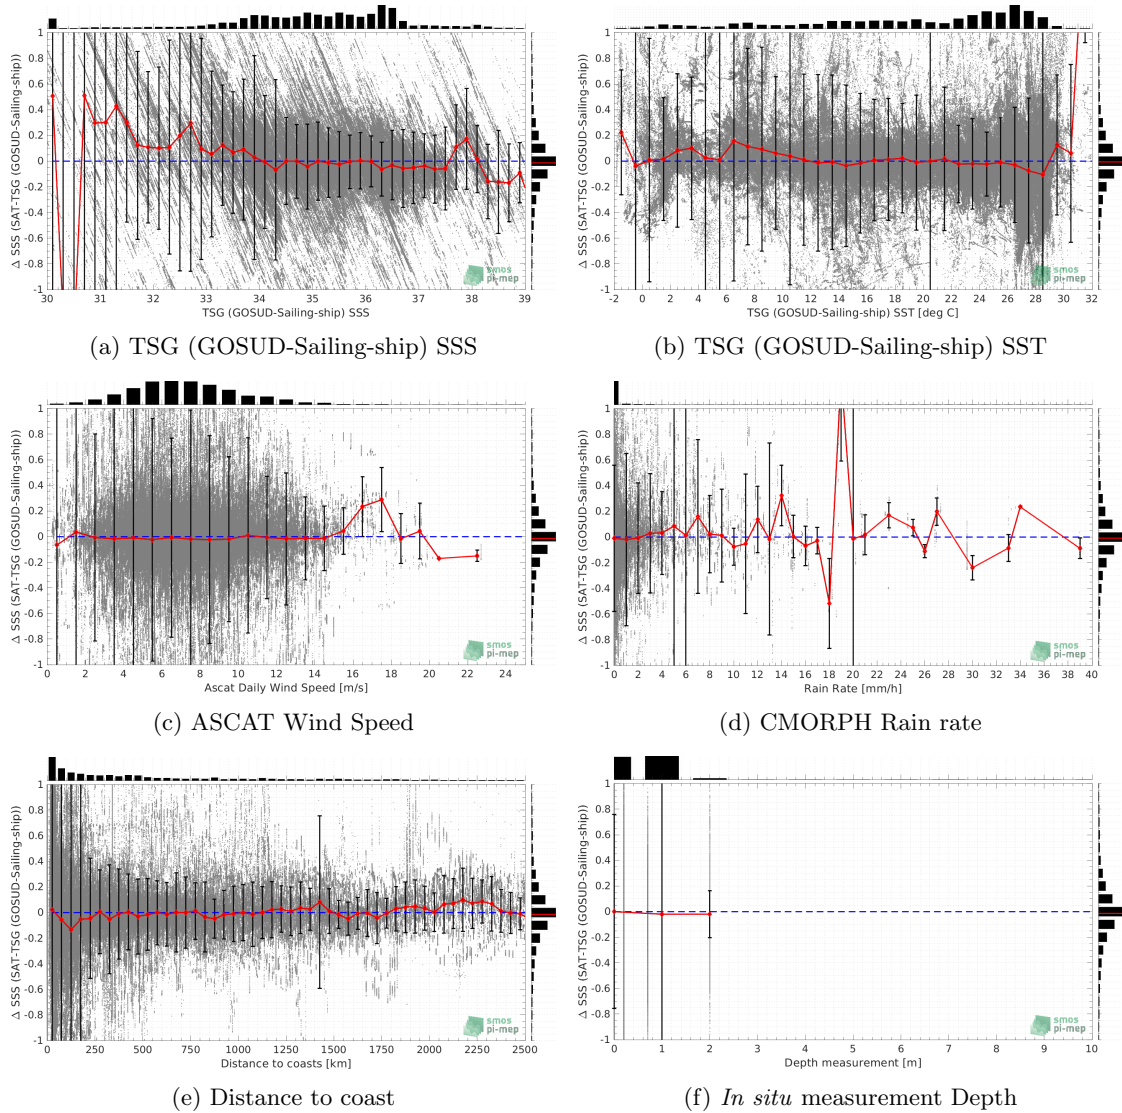 1
0.8
0.6
0.4
0.2
0
-0.2
-0.4
-0.6
-0.8
-1
Δ SSS (SAT-TSG (GOSUD-Sailing-ship))
30 31 32 33 34 35 36 37 38 39
TSG (GOSUD-Sailing-ship) SSS
smos
pi-mep
(a) TSG (GOSUD-Sailing-ship) SSS
1
0.8
0.6
0.4
0.2
0
-0.2
-0.4
-0.6
-0.8
-1
Δ SSS (SAT-TSG (GOSUD-Sailing-ship))
-2 0 2 4 6 8 10 12 14 16 18 20 22 24 26 28 30 32
TSG (GOSUD-Sailing-ship) SST [deg C]
smos
pi-mep
(b) TSG (GOSUD-Sailing-ship) SST
1
0.8
0.6
0.4
0.2
0
-0.2
-0.4
-0.6
-0.8
-1
Δ SSS (SAT-TSG (GOSUD-Sailing-ship))
0 2 4 6 8 10 12 14 16 18 20 22 24
Ascat Daily Wind Speed [m/s]
smos
pi-mep
(c) ASCAT Wind Speed
1
0.8
0.6
0.4
0.2
0
-0.2
-0.4
-0.6
-0.8
-1
Δ SSS (SAT-TSG (GOSUD-Sailing-ship))
0 2 4 6 8 10 12 14 16 18 20 22 24 26 28 30 32 34 36 38 40
Rain Rate [mm/h]
smos
pi-mep
(d) CMORPH Rain rate
1
0.8
0.6
0.4
0.2
0
-0.2
-0.4
-0.6
-0.8
-1
Δ SSS (SAT-TSG (GOSUD-Sailing-ship))
0 250 500 750 1000 1250 1500 1750 2000 2250 2500
Distance to coasts [km]
smos
pi-mep
(e) Distance to coast
1
0.8
0.6
0.4
0.2
0
-0.2
-0.4
-0.6
-0.8
-1
Δ SSS (SAT-TSG (GOSUD-Sailing-ship))
0 1 2 3 4 5 6 7 8 9 10
Depth measurement [m]
smos
pi-mep
(f) In situ measurement Depth